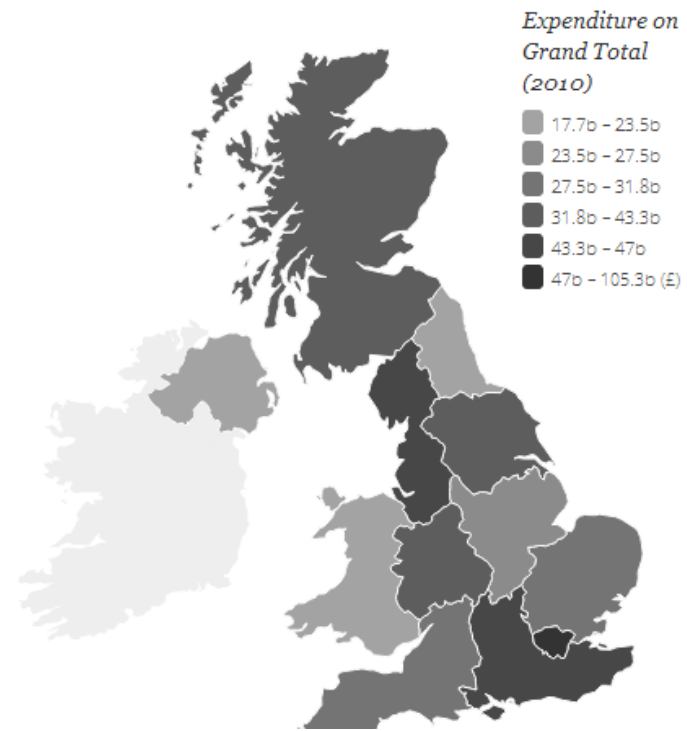 Expenditure on
Grand Total
(2010)
17.7b – 23.5b
23.5b – 27.5b
27.5b – 31.8b
31.8b – 43.3b
43.3b – 47b
47b – 105.3b (£)